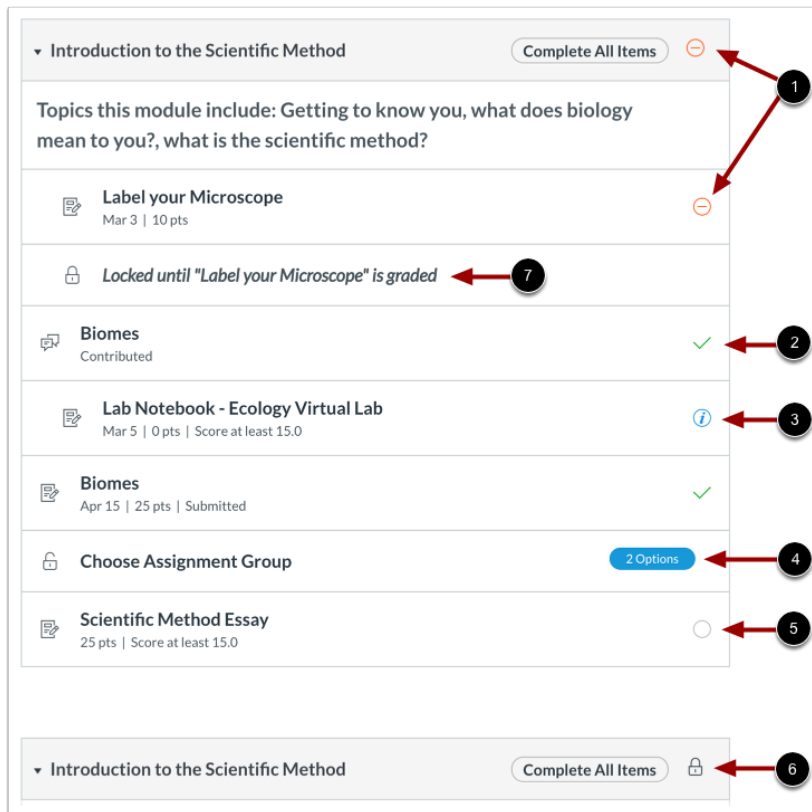 Introduction to the Scientific Method Complete All Items
1
Topics this module include: Getting to know you, what does biology
mean to you?, what is the scientific method?
Label your Microscope
Mar 3 | 10 pts
Locked until "Label your Microscope" is graded 7
Biomes
Contributed
2
Lab Notebook - Ecology Virtual Lab
Mar 5 | 0 pts | Score at least 15.0
i 3
Biomes
Apr 15 | 25 pts | Submitted
Choose Assignment Group 2 Options 4
Scientific Method Essay
25 pts | Score at least 15.0
5
Introduction to the Scientific Method Complete All Items 6